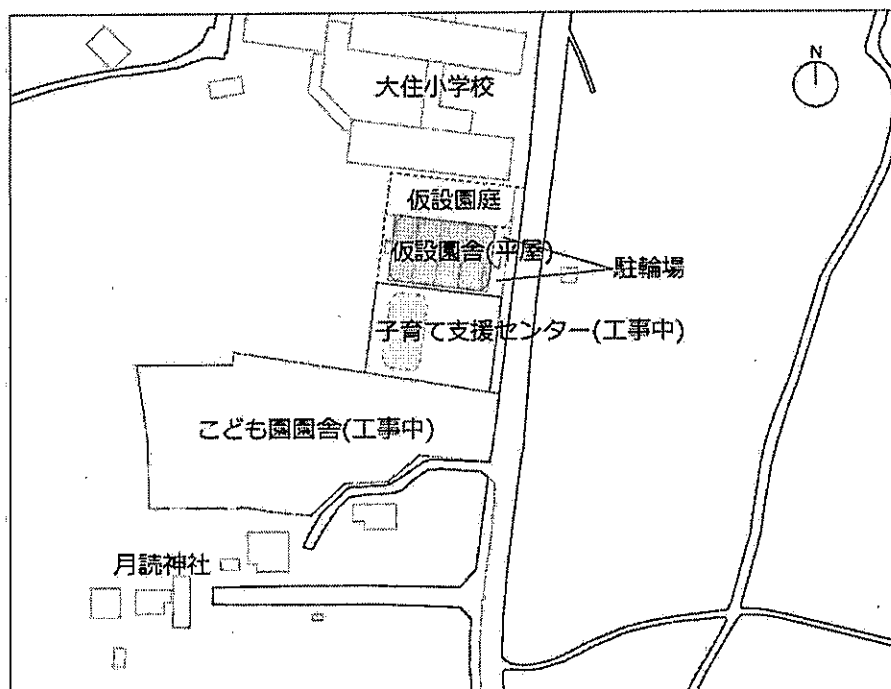 N
大住小学校
仮設園庭
仮設園舎(平屋)
駐輪場
子育て支援センター(工事中)
こども園園舎(工事中)
月読神社